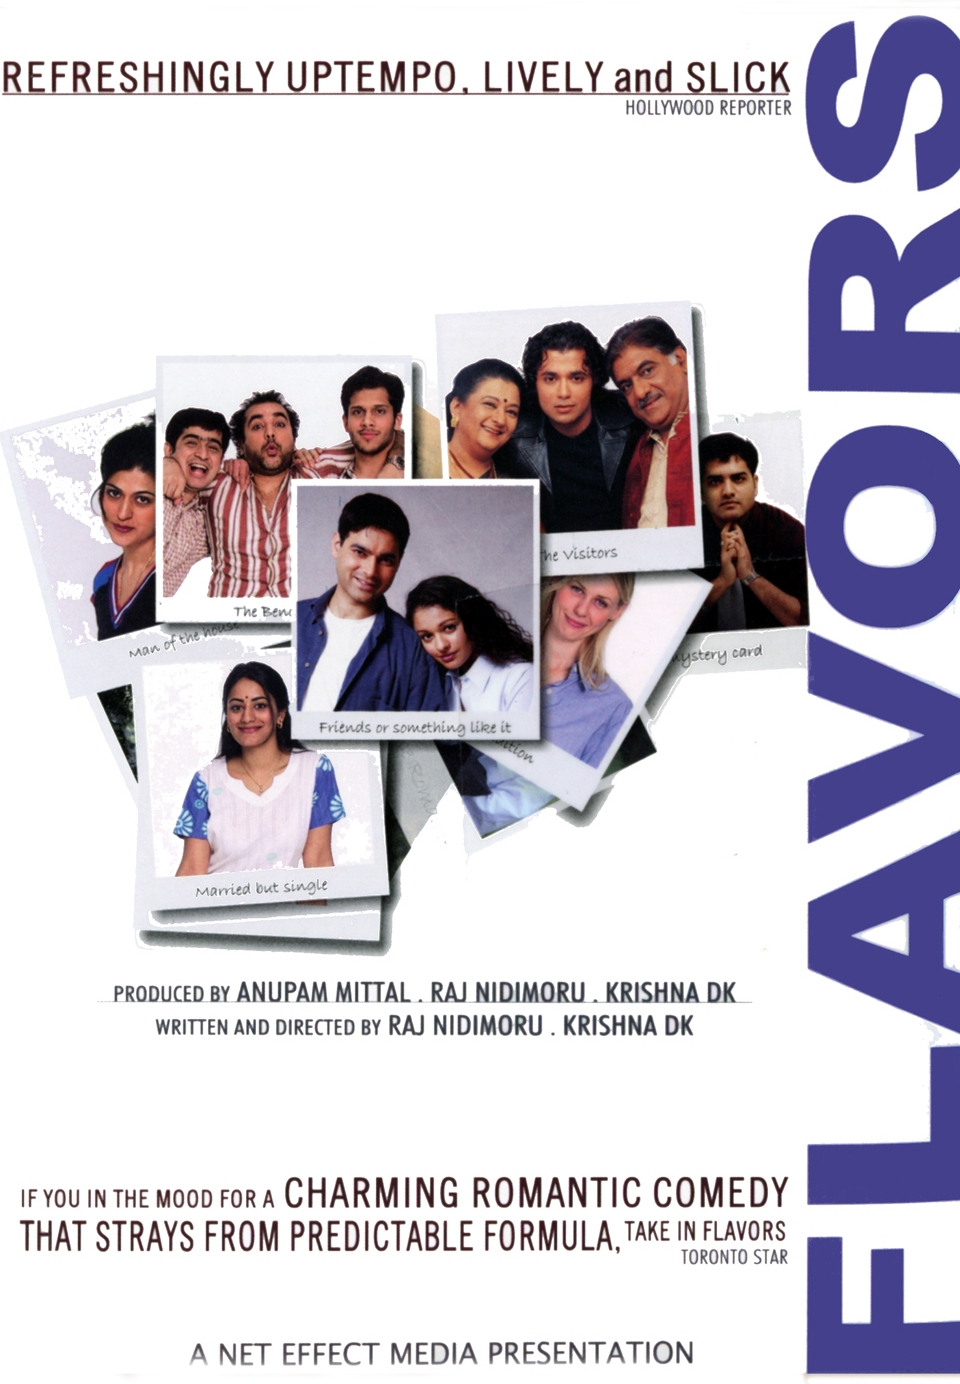 REFRESHINGLY UPTEMPO, LIVELY and SLICK
HOLLYWOOD REPORTER
FLAVORS
The Visitors
The
Man of the house
mystery card
Friends or something like it
Married but single
PRODUCED BY ANUPAM MITTAL . RAJ NIDIMORU . KRISHNA DK
WRITTEN AND DIRECTED BY RAJ NIDIMORU . KRISHNA DK
IF YOU IN THE MOOD FOR A CHARMING ROMANTIC COMEDY
THAT STRAYS FROM PREDICTABLE FORMULA, TAKE IN FLAVORS
TORONTO STAR
A NET EFFECT MEDIA PRESENTATION